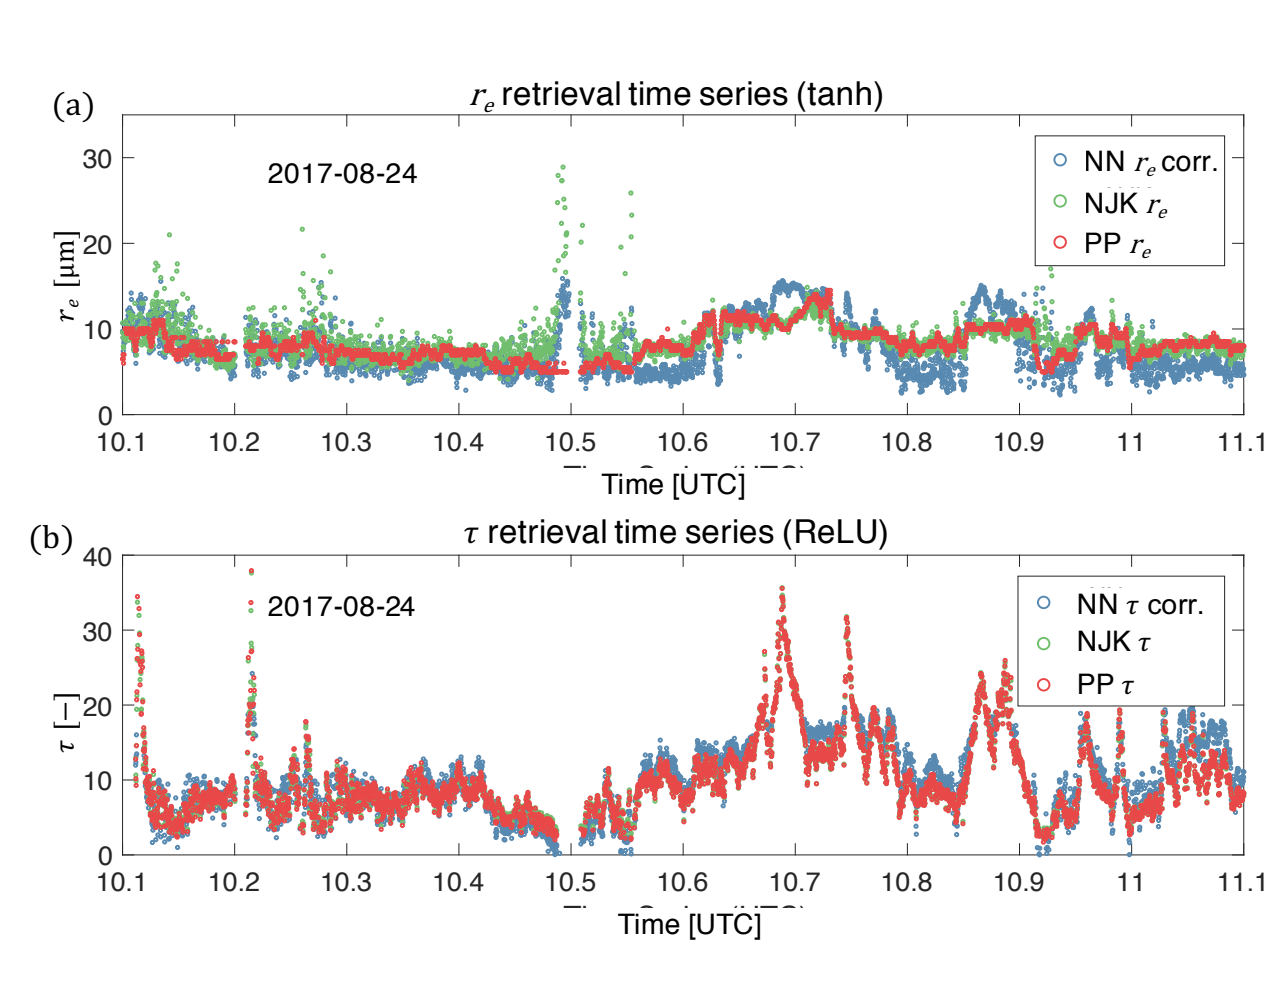 (a)
r_e retrieval time series (tanh)
2017-08-24
NN r_e corr.
NJK r_e
PP r_e
r_e [μm]
30
20
10
0
10.1 10.2 10.3 10.4 10.5 10.6 10.7 10.8 10.9 11 11.1
Time [UTC]
(b)
τ retrieval time series (ReLU)
2017-08-24
NN τ corr.
NJK τ
PP τ
τ [−]
40
30
20
10
0
10.1 10.2 10.3 10.4 10.5 10.6 10.7 10.8 10.9 11 11.1
Time [UTC]